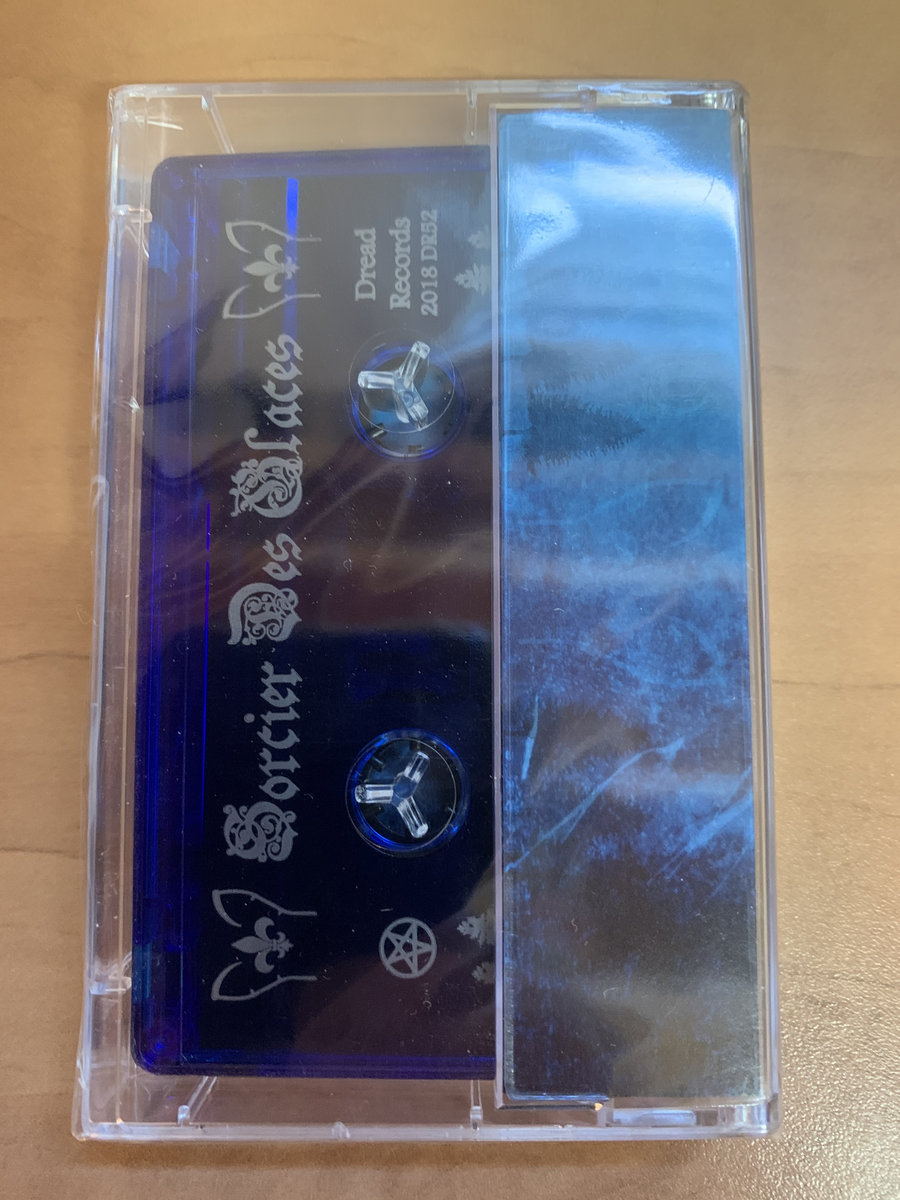 Sorcier Des Glaces
Dread
Records
2018 DR52